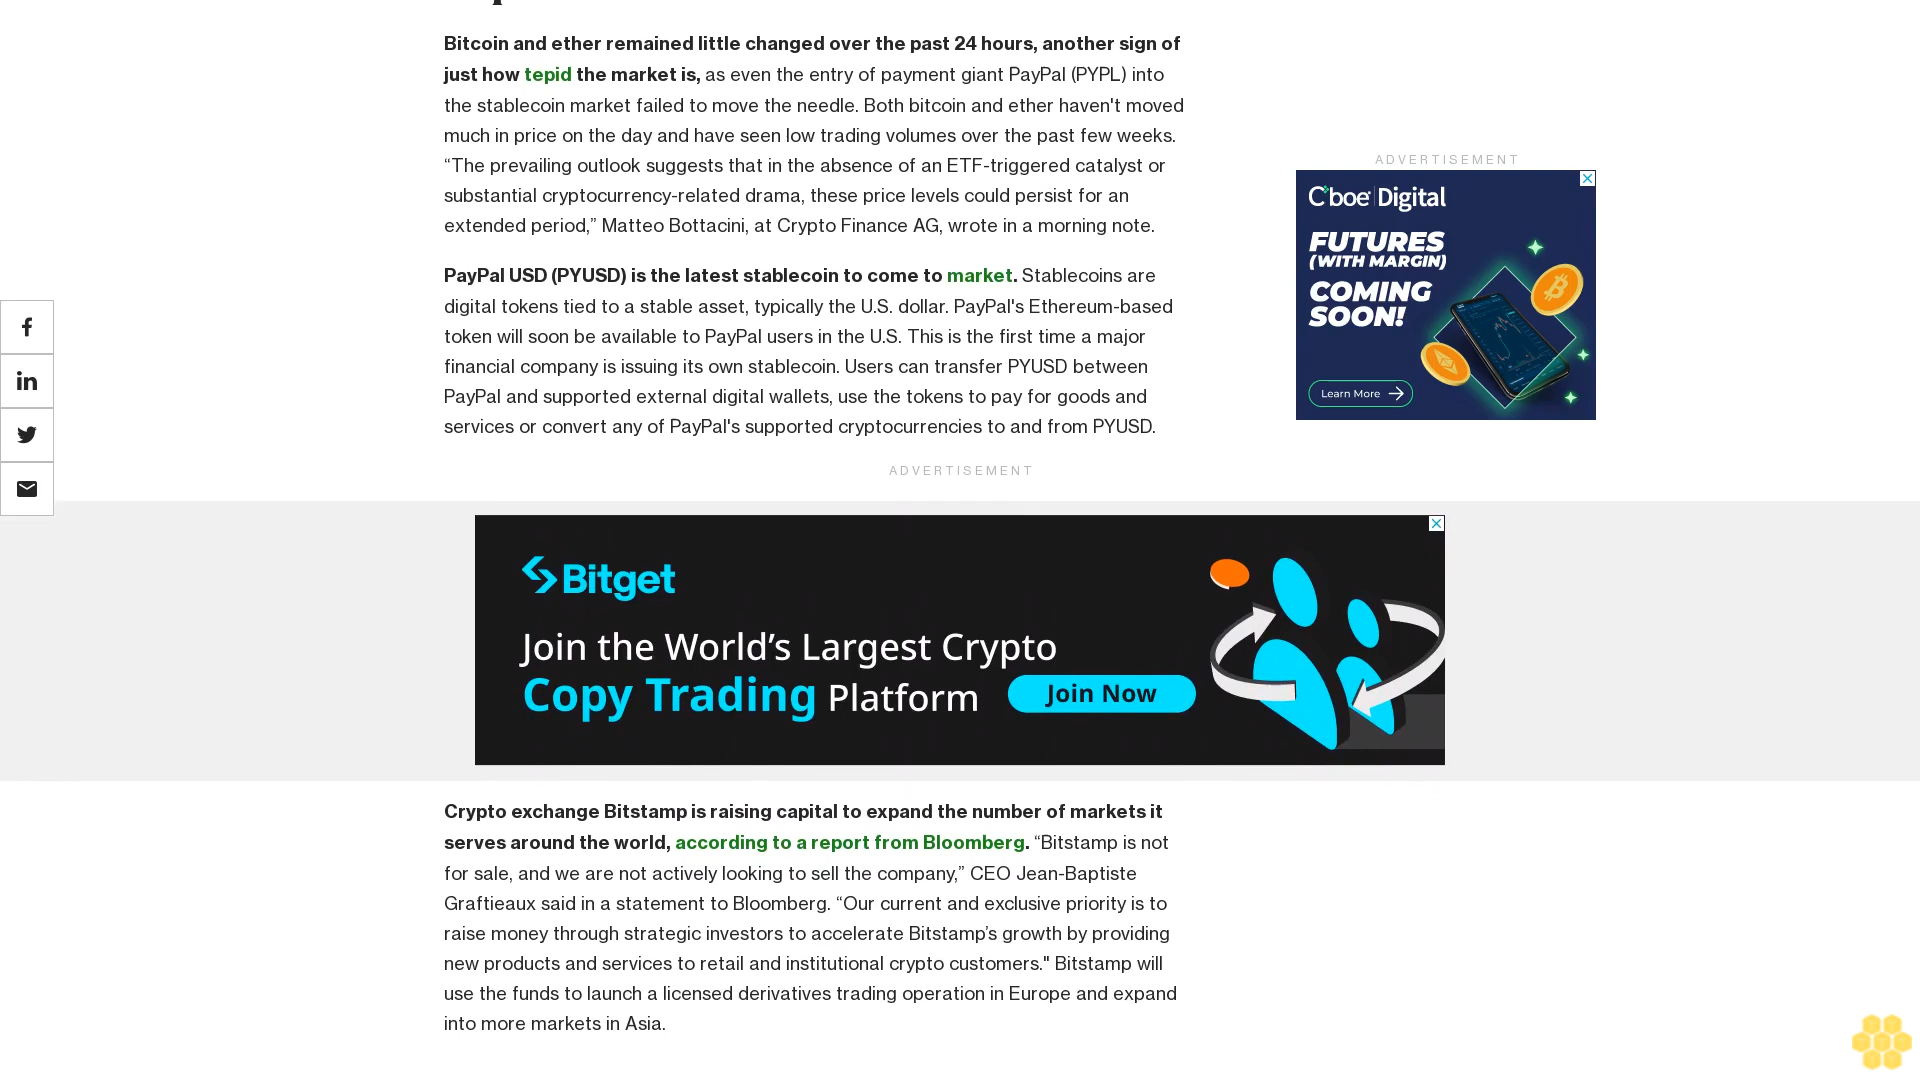 Bitcoin and ether remained little changed over the past 24 hours, another sign of
just how tepid the market is, as even the entry of payment giant PayPal (PYPL) into
the stablecoin market failed to move the needle. Both bitcoin and ether haven't moved
much in price on the day and have seen low trading volumes over the past few weeks.
“The prevailing outlook suggests that in the absence of an ETF-triggered catalyst or
substantial cryptocurrency-related drama, these price levels could persist for an
extended period,” Matteo Bottacini, at Crypto Finance AG, wrote in a morning note.
PayPal USD (PYUSD) is the latest stablecoin to come to market. Stablecoins are
digital tokens tied to a stable asset, typically the U.S. dollar. PayPal's Ethereum-based
token will soon be available to PayPal users in the U.S. This is the first time a major
financial company is issuing its own stablecoin. Users can transfer PYUSD between
PayPal and supported external digital wallets, use the tokens to pay for goods and
services or convert any of PayPal's supported cryptocurrencies to and from PYUSD.
ADVERTISEMENT
Cboe Digital
FUTURES
(WITH MARGIN)
COMING
SOON!
Learn More
ADVERTISEMENT
Bitget
Join the World’s Largest Crypto
Copy Trading Platform
Join Now
Crypto exchange Bitstamp is raising capital to expand the number of markets it
serves around the world, according to a report from Bloomberg. “Bitstamp is not
for sale, and we are not actively looking to sell the company,” CEO Jean-Baptiste
Graftieaux said in a statement to Bloomberg. “Our current and exclusive priority is to
raise money through strategic investors to accelerate Bitstamp’s growth by providing
new products and services to retail and institutional crypto customers." Bitstamp will
use the funds to launch a licensed derivatives trading operation in Europe and expand
into more markets in Asia.